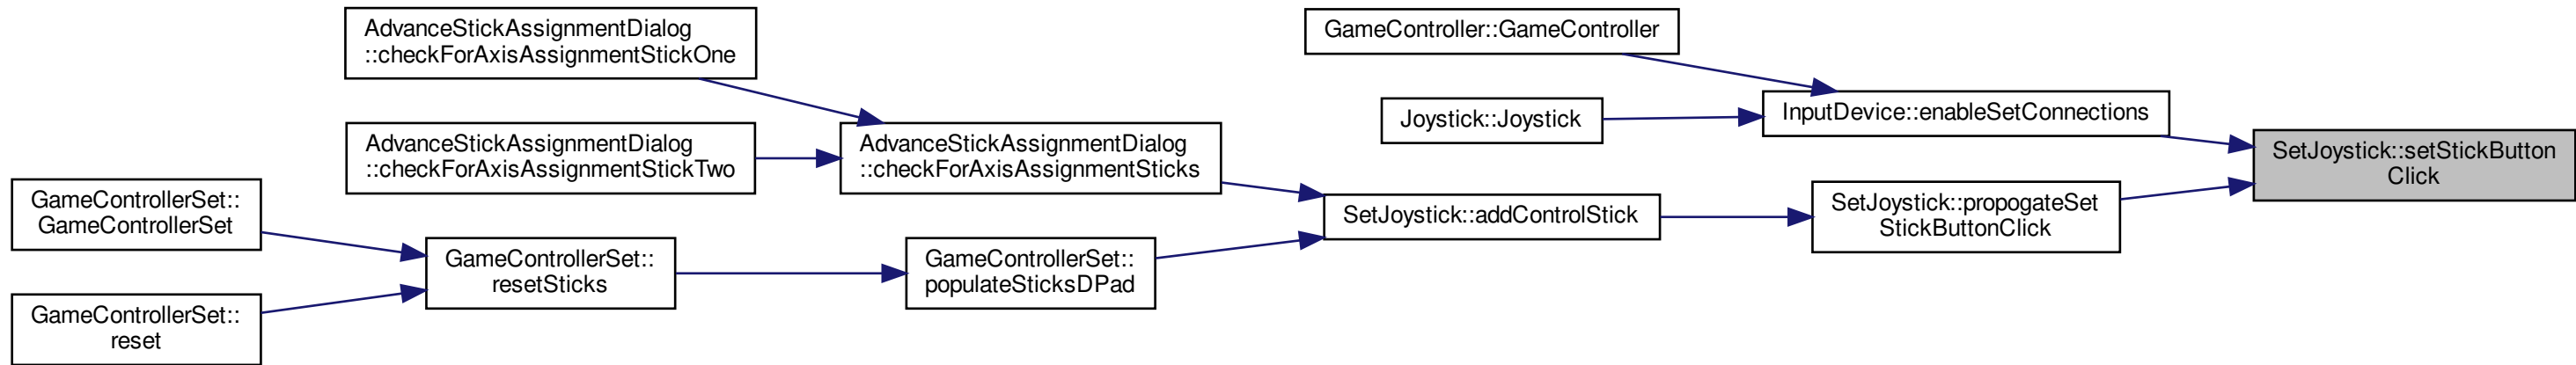 AdvanceStickAssignmentDialog
::checkForAxisAssignmentStickOne
GameController::GameController
Joystick::Joystick
InputDevice::enableSetConnections
AdvanceStickAssignmentDialog
::checkForAxisAssignmentStickTwo
AdvanceStickAssignmentDialog
::checkForAxisAssignmentSticks
SetJoystick::setStickButton
Click
GameControllerSet::
GameControllerSet
SetJoystick::addControlStick
SetJoystick::propogateSet
StickButtonClick
GameControllerSet::
resetSticks
GameControllerSet::
populateSticksDPad
GameControllerSet::
reset